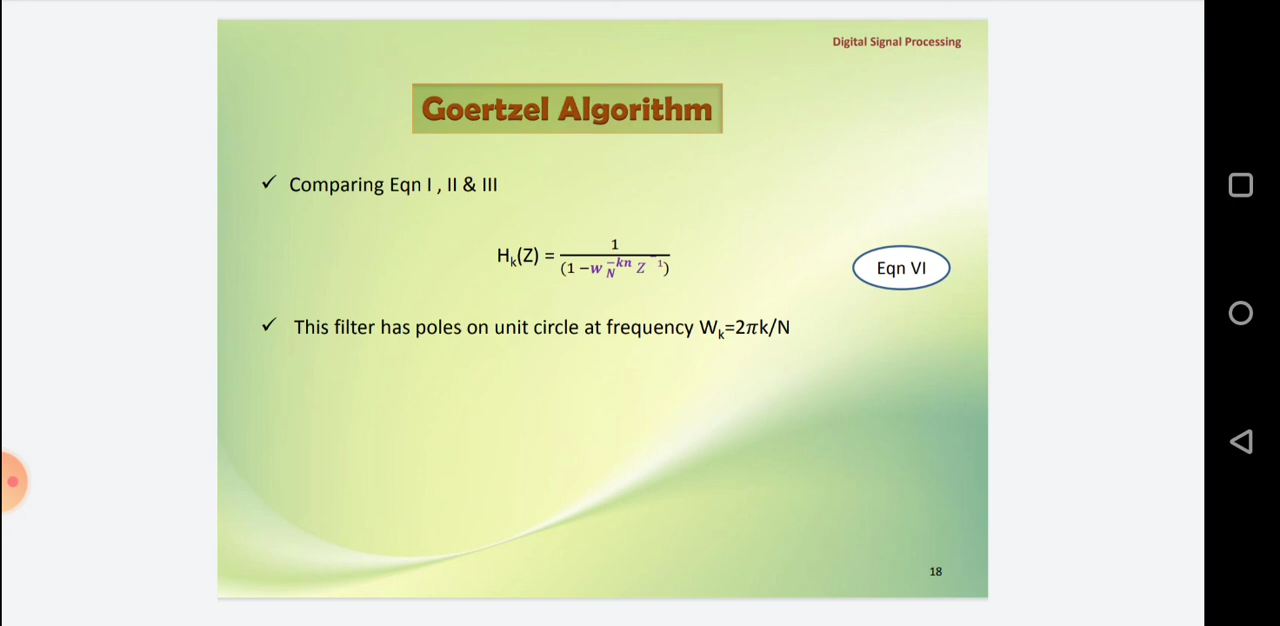 Digital Signal Processing
Goertzel Algorithm
✓ Comparing Eqn I , II & III
Hₖ(Z) = 1 / (1 − w_N^{−kn} Z^{−1})
Eqn VI
✓ This filter has poles on unit circle at frequency Wₖ=2πk/N
18